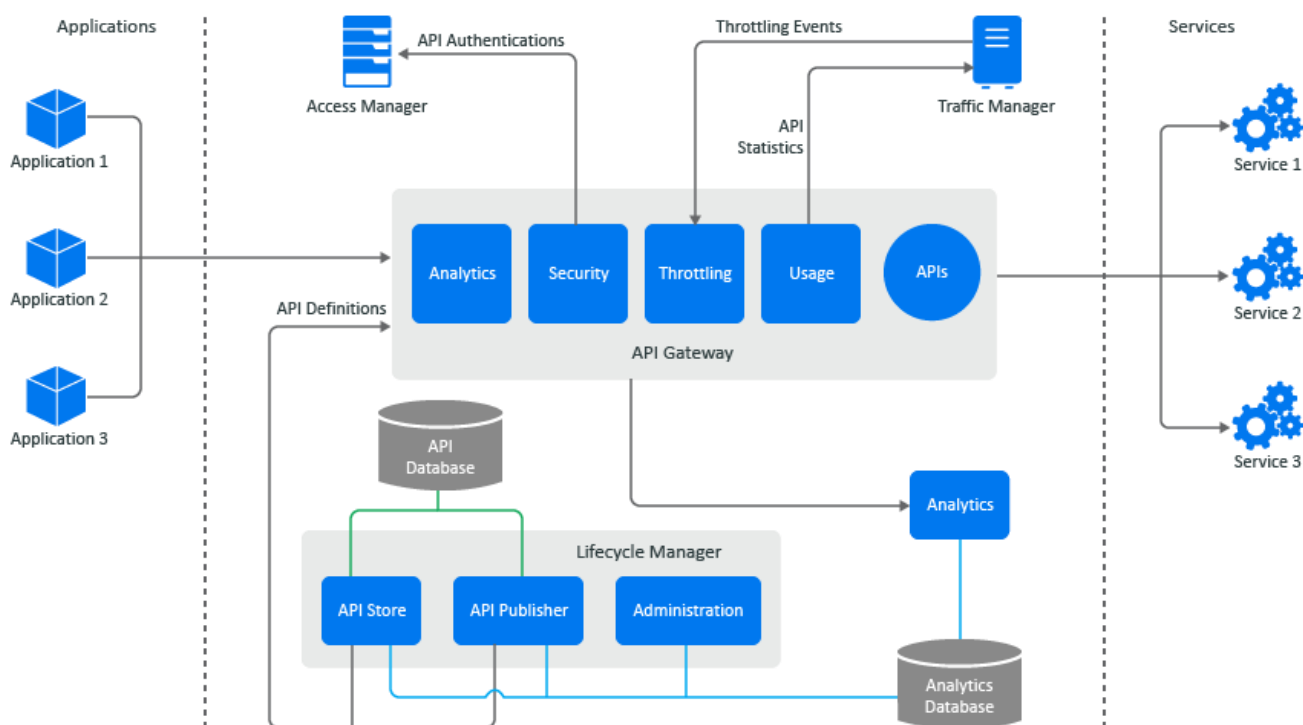 Applications
Services
API Authentications
Throttling Events
Access Manager
Traffic Manager
API
Statistics
Application 1
Service 1
Analytics
Security
Throttling
Usage
APIs
Application 2
API Definitions
Service 2
API Gateway
Application 3
API
Database
Service 3
Analytics
Lifecycle Manager
API Store
API Publisher
Administration
Analytics
Database